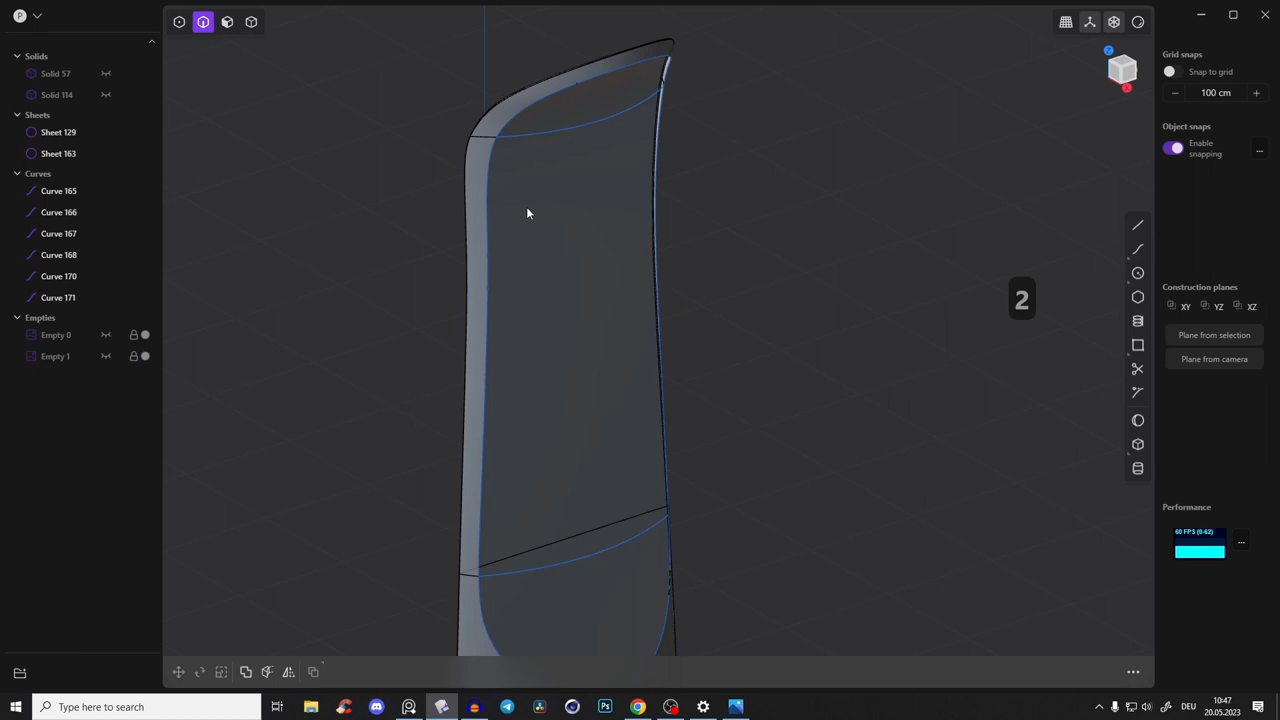 P
Solids
Solid 57
Solid 114
Sheets
Sheet 129
Sheet 163
Curves
Curve 165
Curve 166
Curve 167
Curve 168
Curve 170
Curve 171
Empties
Empty 0
Empty 1
Z
X
2
Grid snaps
Snap to grid
100 cm
Object snaps
Enable
snapping
...
Construction planes
XY
YZ
XZ
Plane from selection
Plane from camera
Performance
60 FPS (0-62)
...
Type here to search
Ps
DEU
10:47
20.05.2023